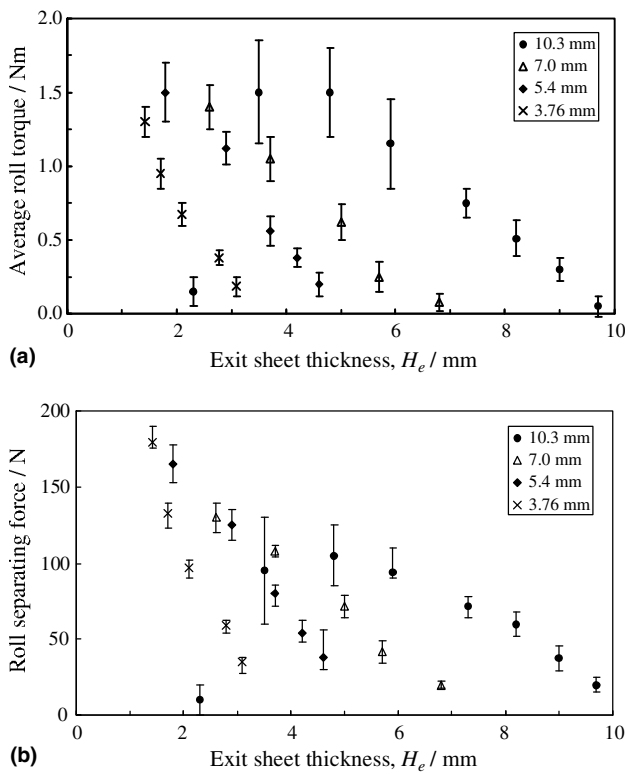 2.0
1.5
1.0
0.5
0.0
Average roll torque / Nm
10.3 mm
7.0 mm
5.4 mm
3.76 mm
0 2 4 6 8 10
(a)
Exit sheet thickness, He / mm
200
150
100
50
0
Roll separating force / N
10.3 mm
7.0 mm
5.4 mm
3.76 mm
0 2 4 6 8 10
(b)
Exit sheet thickness, He / mm